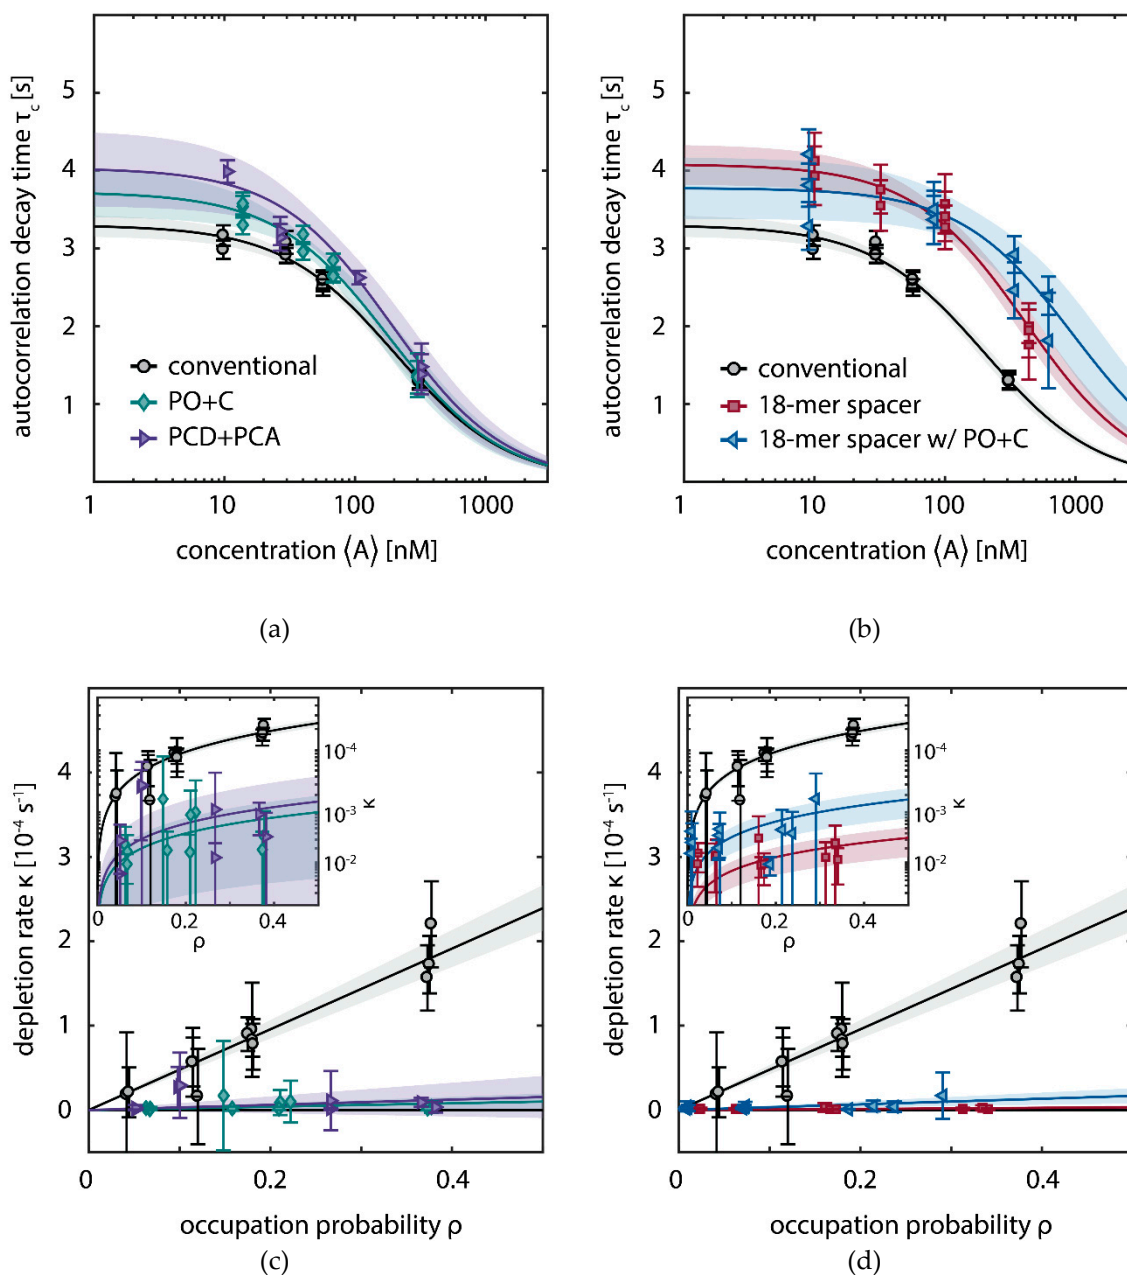 autocorrelation decay time τc [s]
5
4
3
2
1
conventional
PO+C
PCD+PCA
1 10 100 1000
concentration ⟨A⟩ [nM]
(a)
autocorrelation decay time τc [s]
5
4
3
2
1
conventional
18-mer spacer
18-mer spacer w/ PO+C
1 10 100 1000
concentration ⟨A⟩ [nM]
(b)
depletion rate κ [10-4 s-1]
4
3
2
1
0
10-4
10-3
10-2
κ
0.2 0.4
ρ
0 0.2 0.4
occupation probability ρ
(c)
depletion rate κ [10-4 s-1]
4
3
2
1
0
10-4
10-3
10-2
κ
0.2 0.4
ρ
0 0.2 0.4
occupation probability ρ
(d)